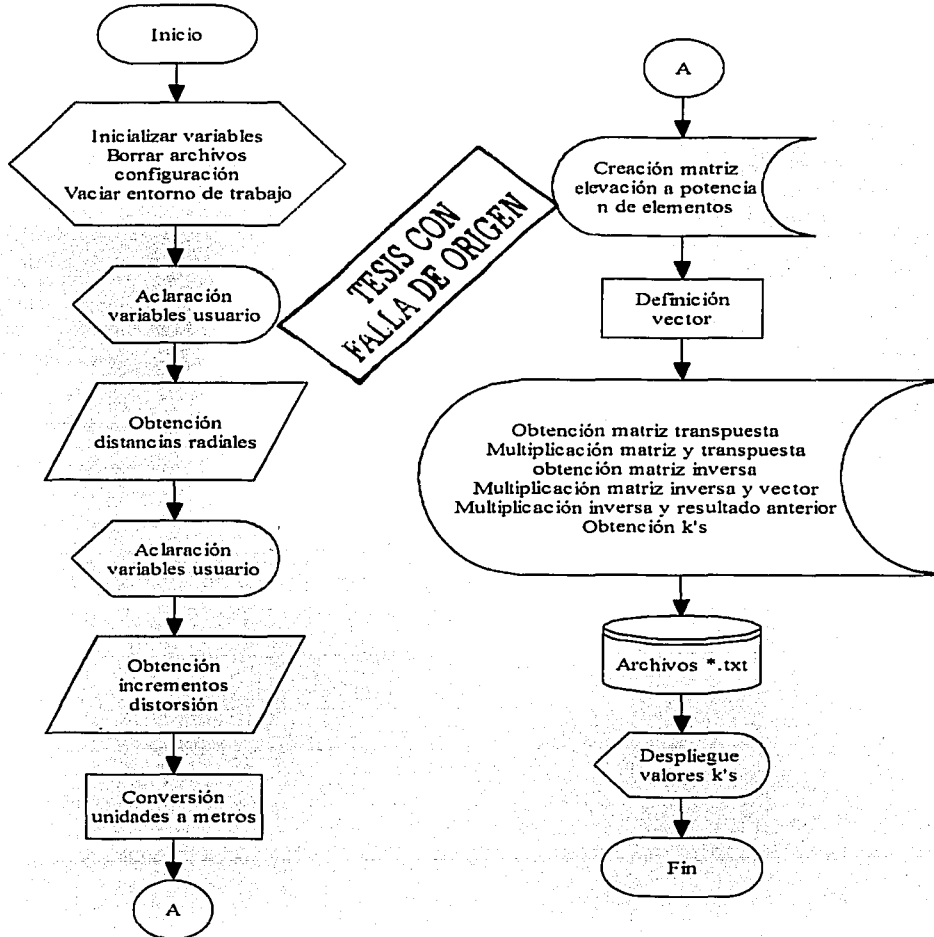 Inicio
Inicializar variables
Borrar archivos
configuración
Vaciar entorno de trabajo
Aclaración
variables usuario
Obtención
distancias radiales
Aclaración
variables usuario
Obtención
incrementos
distorsión
Conversión
unidades a metros
A
TESIS CON
FALLA DE ORIGEN
A
Creación matriz
elevación a potencia
n de elementos
Definición
vector
Obtención matriz transpuesta
Multiplicación matriz y transpuesta
obtención matriz inversa
Multiplicación matriz inversa y vector
Multiplicación inversa y resultado anterior
Obtención k's
Archivos *.txt
Despliegue
valores k's
Fin